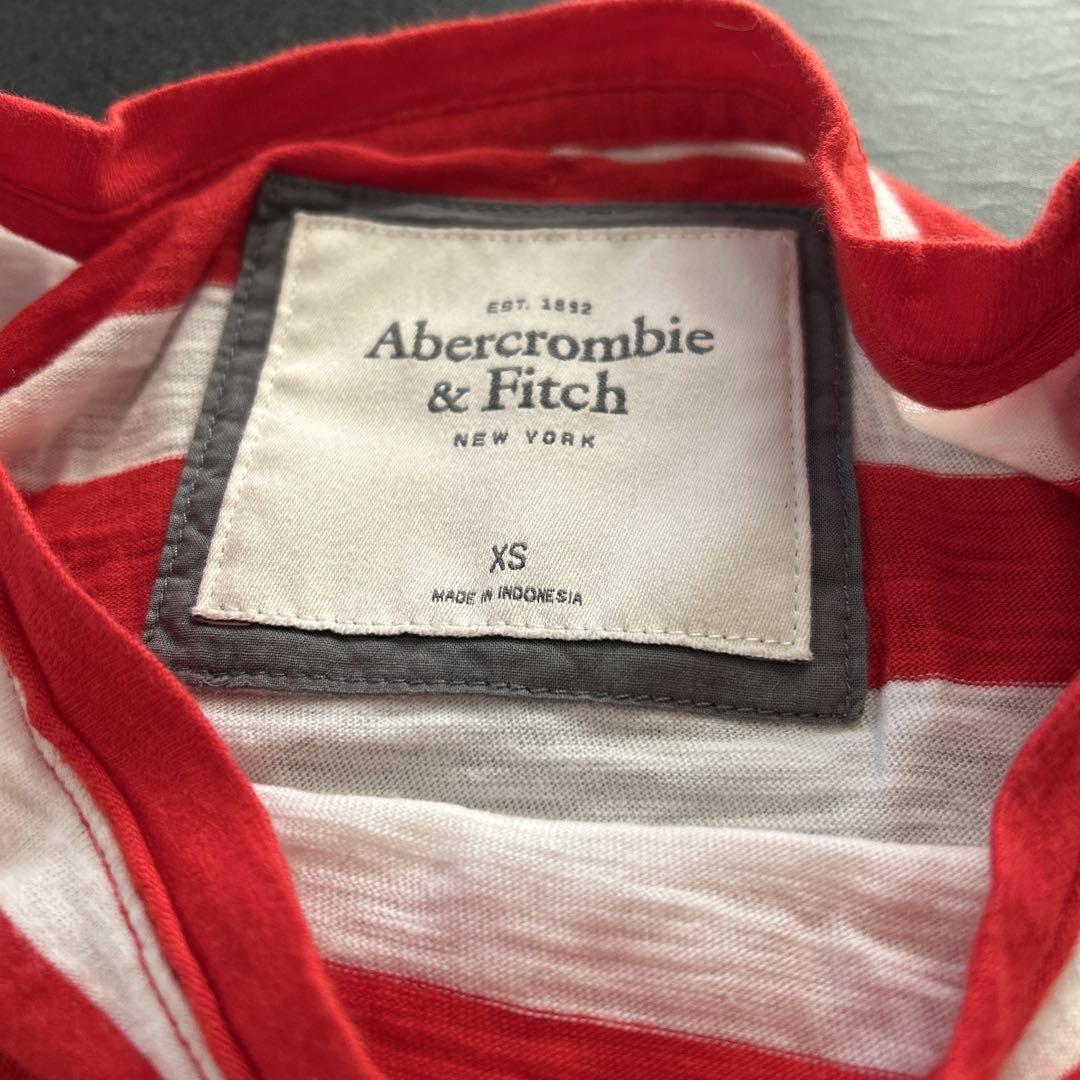 EST. 1892
Abercrombie
& Fitch
NEW YORK
XS
MADE IN INDONESIA